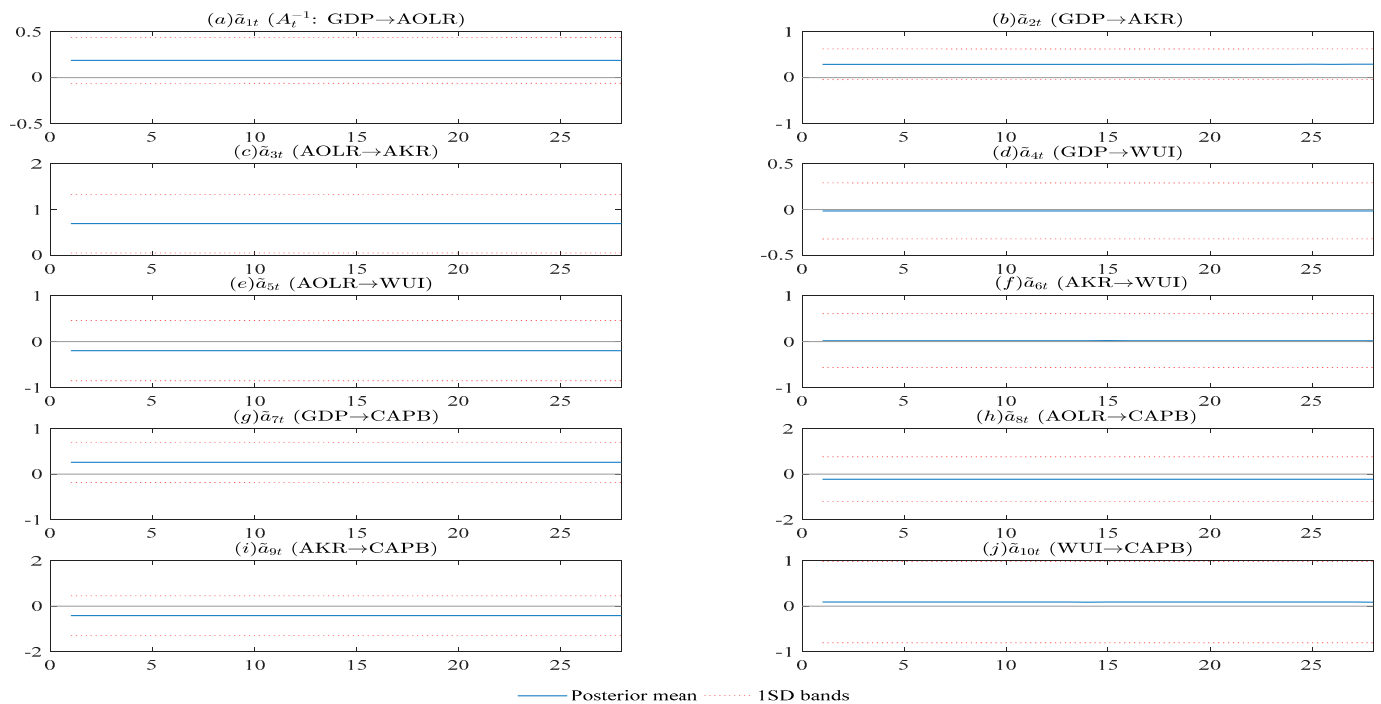 (a)ã₁ₜ (Aₜ⁻¹: GDP→AOLR)
0.5
0
-0.5
0 5 10 15 20 25
(b)ã₂ₜ (GDP→AKR)
1
0
-1
0 5 10 15 20 25
(c)ã₃ₜ (AOLR→AKR)
2
1
0
0 5 10 15 20 25
(d)ã₄ₜ (GDP→WUI)
0.5
0
-0.5
0 5 10 15 20 25
(e)ã₅ₜ (AOLR→WUI)
1
0
-1
0 5 10 15 20 25
(f)ã₆ₜ (AKR→WUI)
1
0
-1
0 5 10 15 20 25
(g)ã₇ₜ (GDP→CAPB)
1
0
-1
0 5 10 15 20 25
(h)ã₈ₜ (AOLR→CAPB)
2
0
-2
0 5 10 15 20 25
(i)ã₉ₜ (AKR→CAPB)
2
0
-2
0 5 10 15 20 25
(j)ã₁₀ₜ (WUI→CAPB)
1
0
-1
0 5 10 15 20 25
Posterior mean 1SD bands